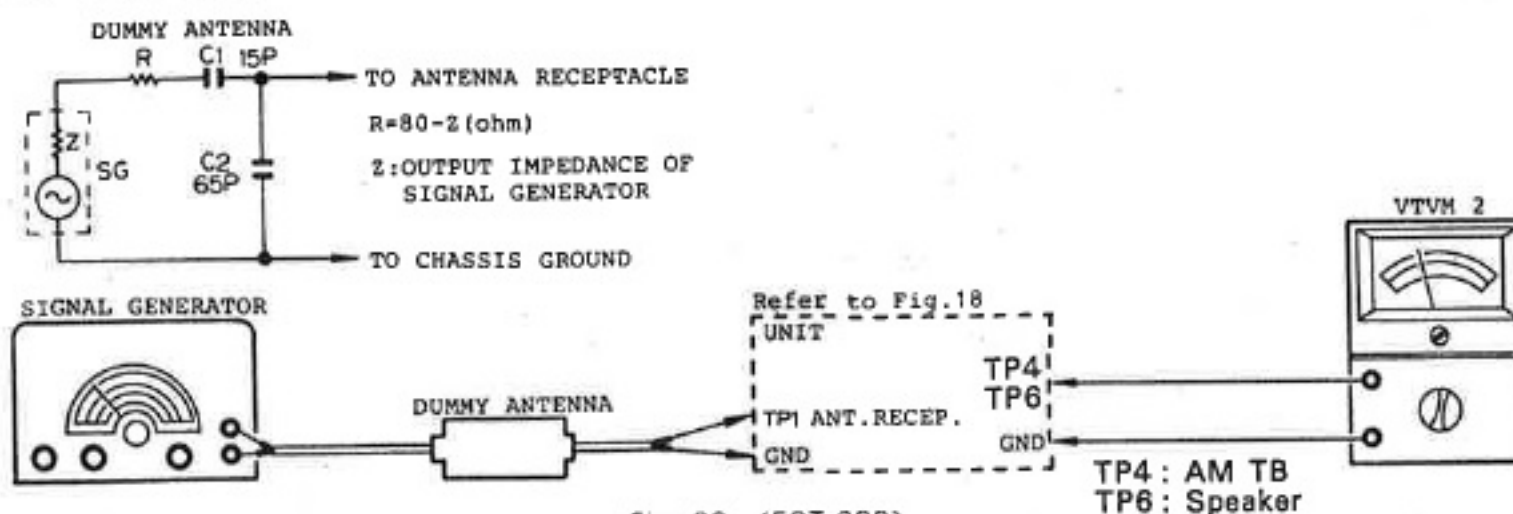 DUMMY ANTENNA
R C1 15P
TO ANTENNA RECEPTACLE
R=80-Z(ohm)
Z
SG
C2
65P
Z:OUTPUT IMPEDANCE OF
SIGNAL GENERATOR
TO CHASSIS GROUND
VTVM 2
SIGNAL GENERATOR
Refer to Fig.18
UNIT
TP4
TP6
DUMMY ANTENNA
TP1 ANT.RECEP.
GND
GND
TP4 : AM TB
TP6 : Speaker